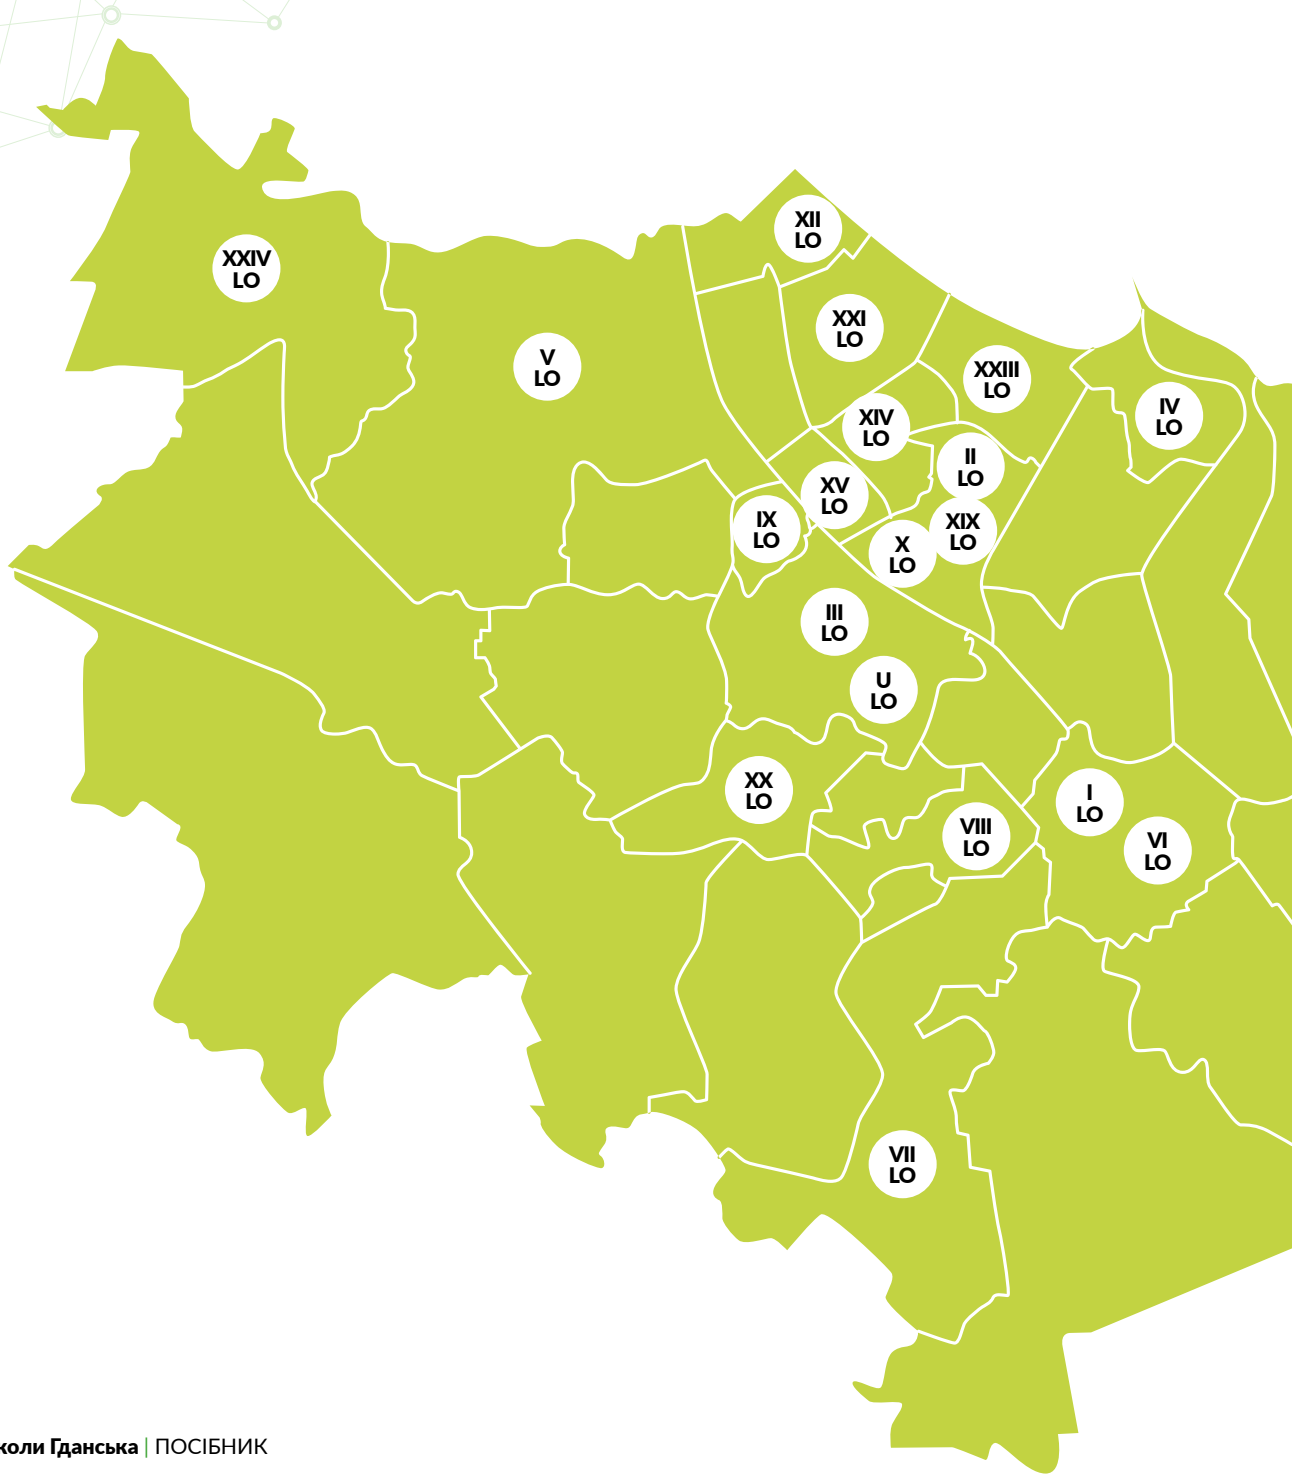 XII
LO
XXIV
LO
XXI
LO
V
LO
XXIII
LO
IV
LO
XIV
LO
II
LO
XV
LO
IX
LO
XIX
LO
X
LO
III
LO
U
LO
XX
LO
I
LO
VIII
LO
VI
LO
VII
LO
коли Гданська | ПОСІБНИК